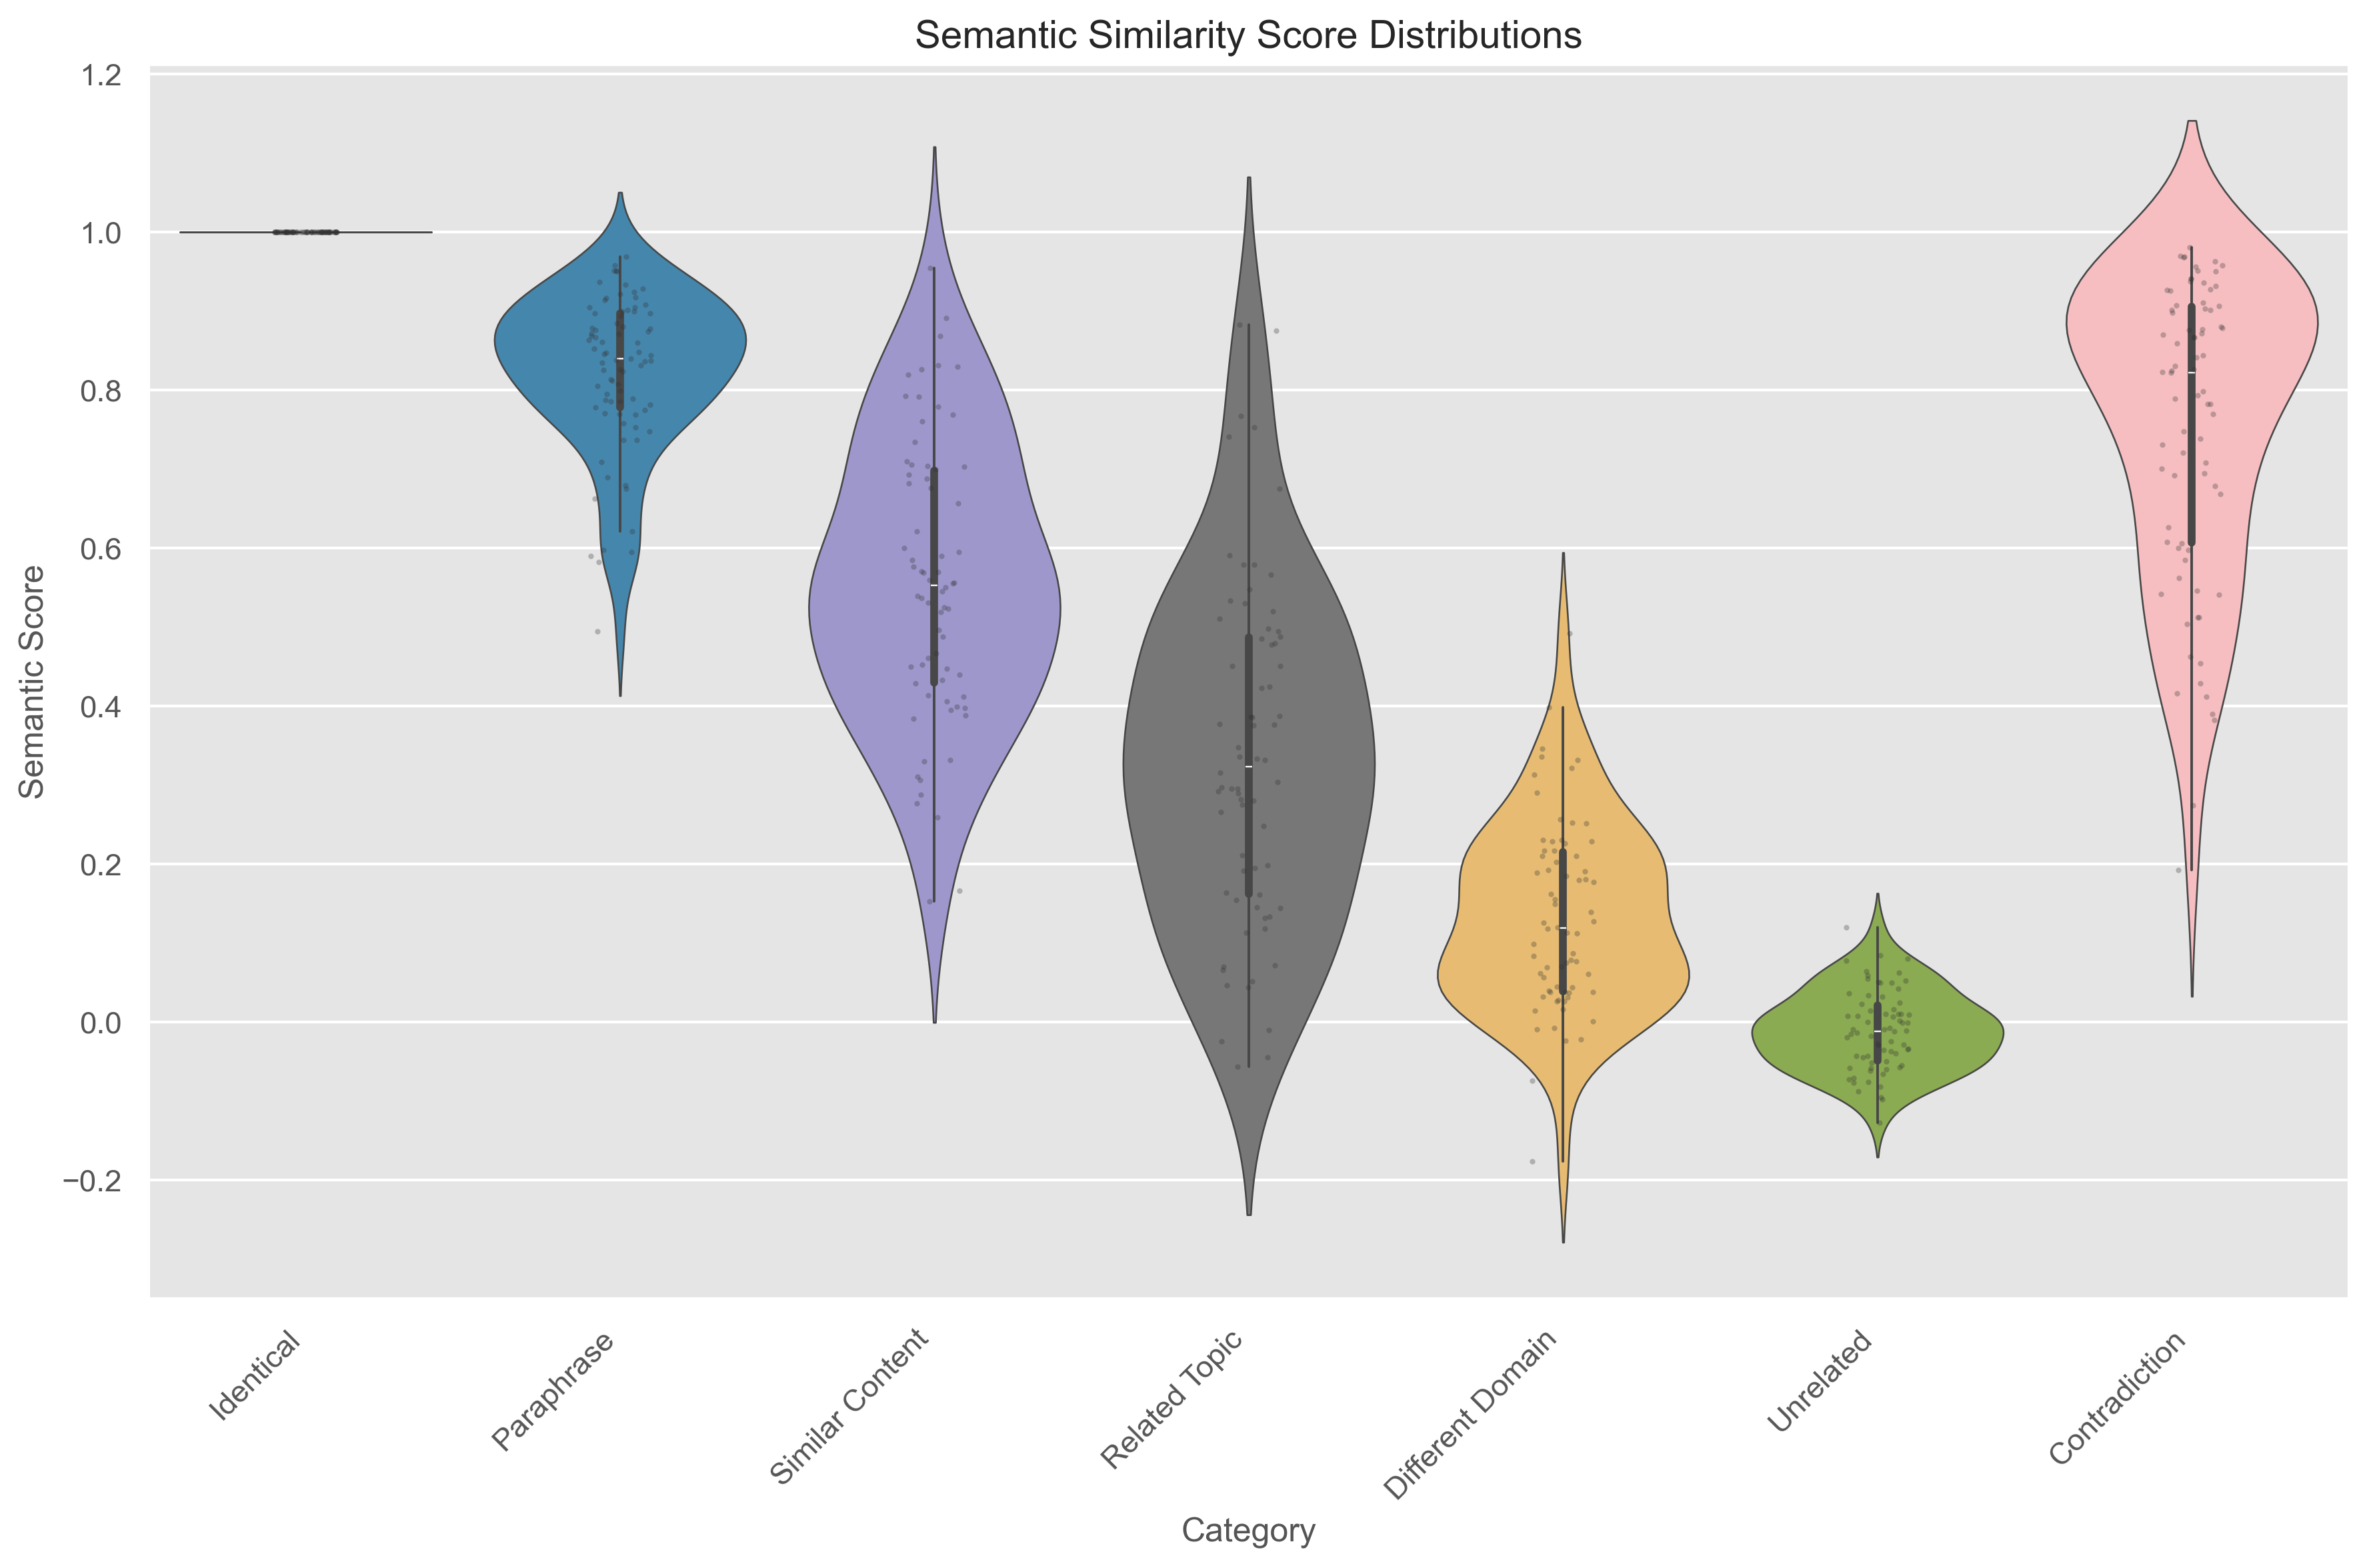 Semantic Similarity Score Distributions
1.2
1.0
0.8
0.6
0.4
0.2
0.0
−0.2
Semantic Score
Identical
Paraphrase
Similar Content
Related Topic
Different Domain
Unrelated
Contradiction
Category